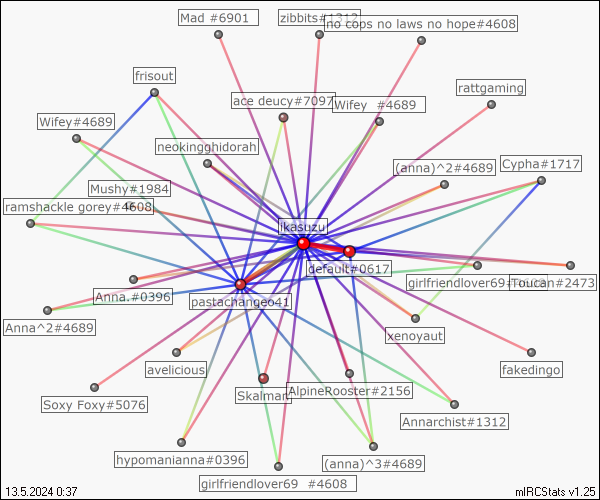 Mad #6901
zibbits#1312
no cops no laws no hope#4608
frisout
rattgaming
ace deucy#7097
Wifey #4689
Wifey#4689
neokingghidorah
(anna)^2#4689
Cypha#1717
Mushy#1984
ramshackle gorey#4608
ikasuzu
default#0617
Anna.#0396
pastachangeo41
girlfriendlover69
Toucan#2473
Anna^2#4689
xenoyaut
avelicious
fakedingo
Skalman
AlpineRooster#2156
Soxy Foxy#5076
Annarchist#1312
hypomanianna#0396
(anna)^3#4689
girlfriendlover69 #4608
13.5.2024 0:37
mIRCStats v1.25